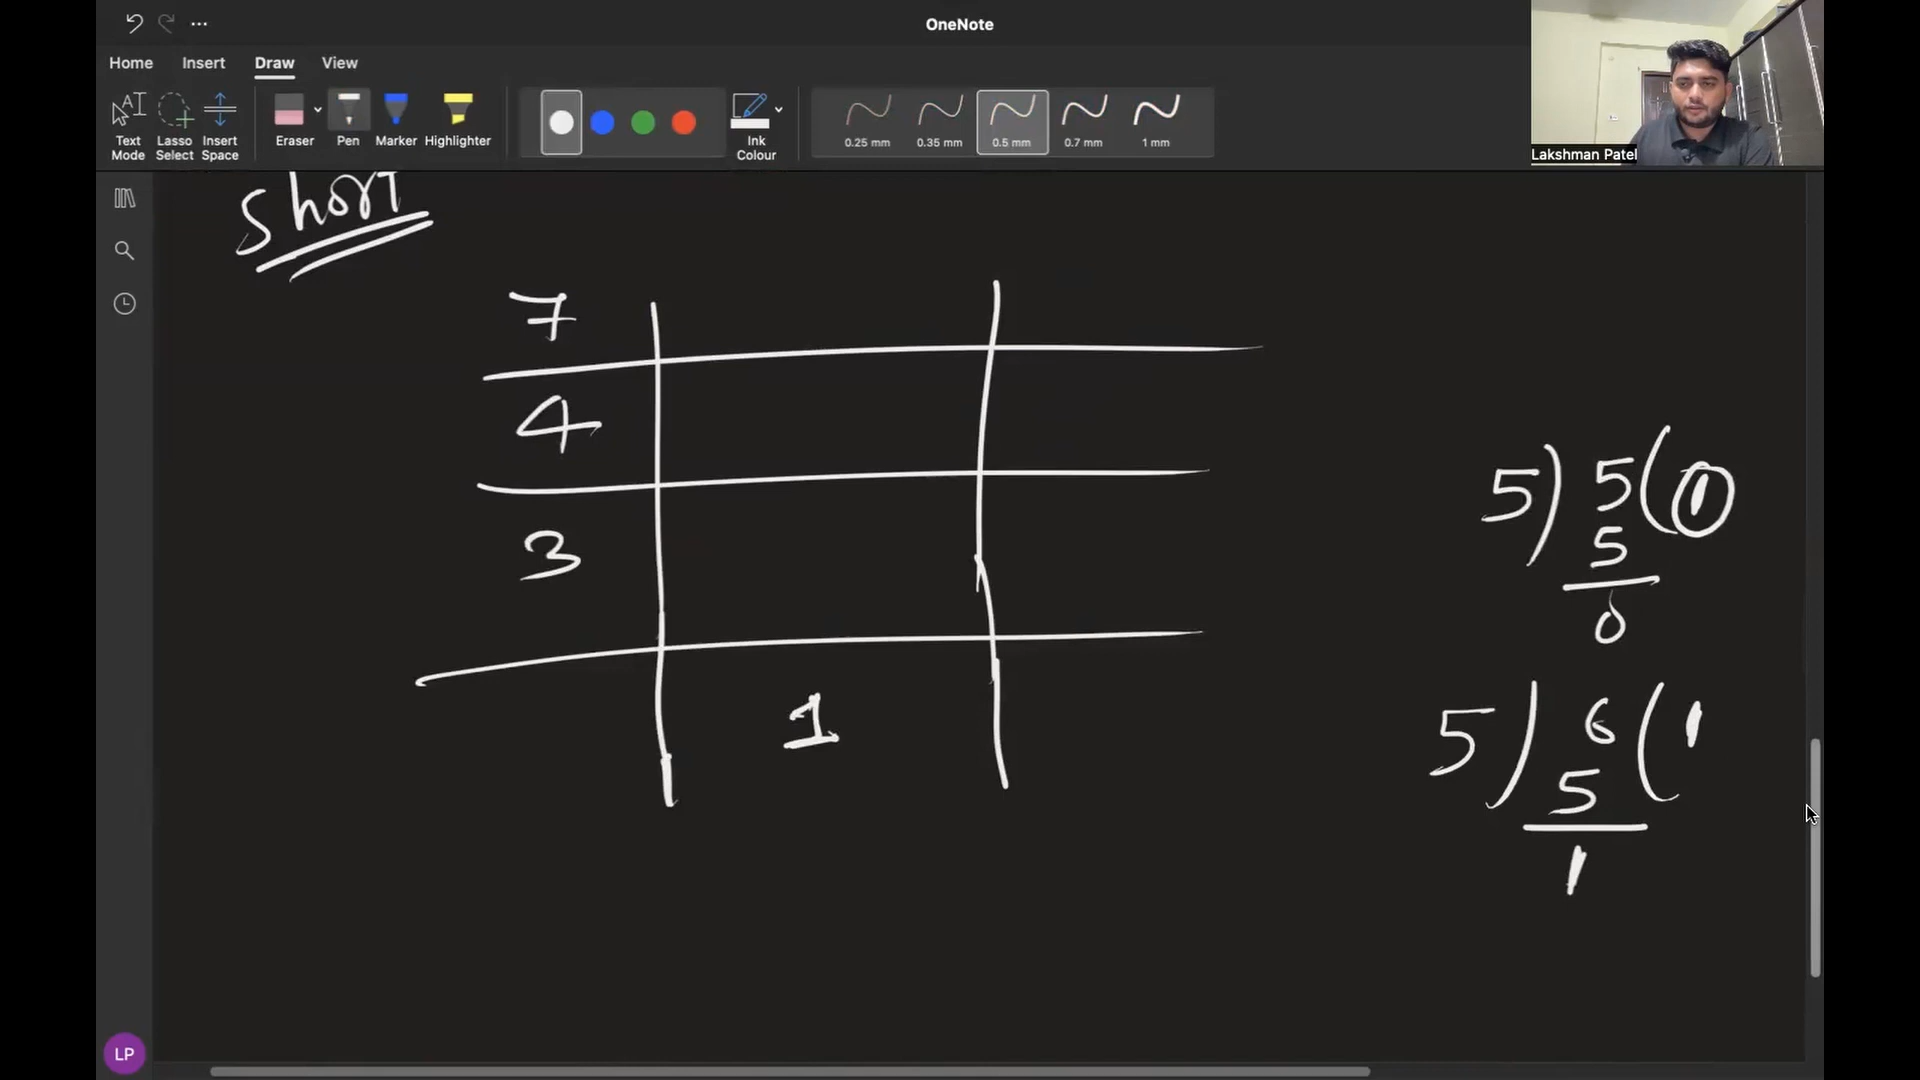 OneNote
Home Insert Draw View
Text Mode
Lasso Select
Insert Space
Eraser
Pen
Marker
Highlighter
Ink Colour
0.25 mm
0.35 mm
0.5 mm
0.7 mm
1 mm
Lakshman Patel
Short
7
4
3
1
5) 5 (1
5
0
5) 6 (1
5
1
LP